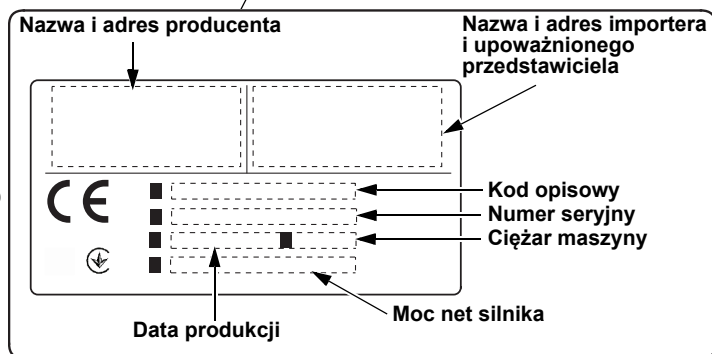 Nazwa i adres producenta
Nazwa i adres importera
i upoważnionego
przedstawiciela
CE
Kod opisowy
Numer seryjny
Ciężar maszyny
Moc net silnika
Data produkcji